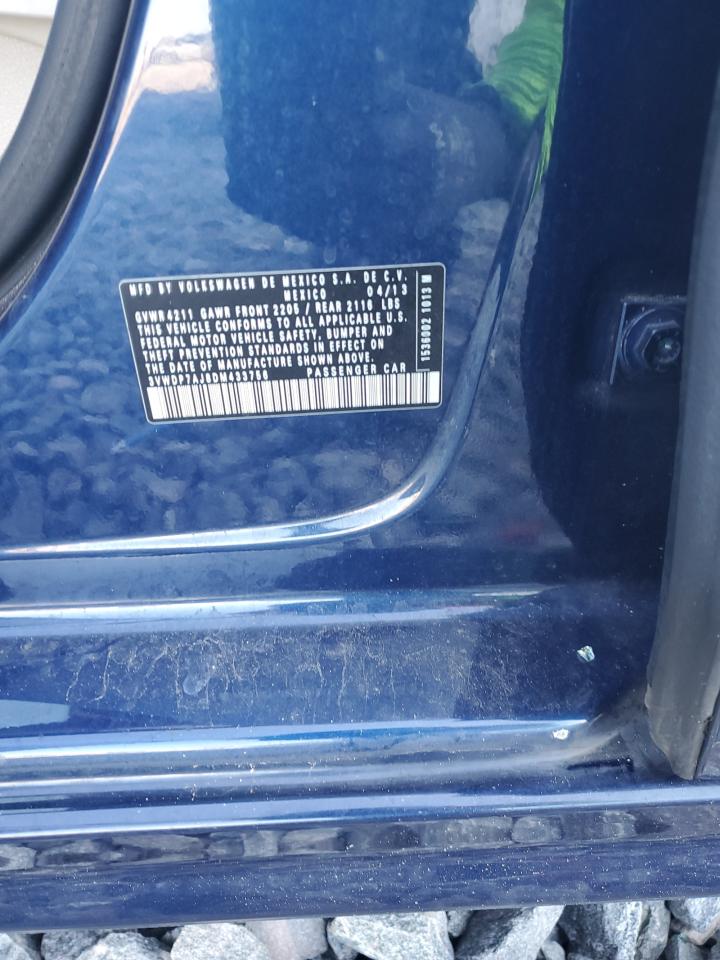 MFD BY VOLKSWAGEN DE MEXICO S.A. DE C.V.
MEXICO 04/13
GVWR 4211 GAWR FRONT 2205 / REAR 2116 LBS
THIS VEHICLE CONFORMS TO ALL APPLICABLE U.S.
FEDERAL MOTOR VEHICLE SAFETY, BUMPER AND
THEFT PREVENTION STANDARDS IN EFFECT ON
THE DATE OF MANUFACTURE SHOWN ABOVE.
PASSENGER CAR
1536002 1013 M